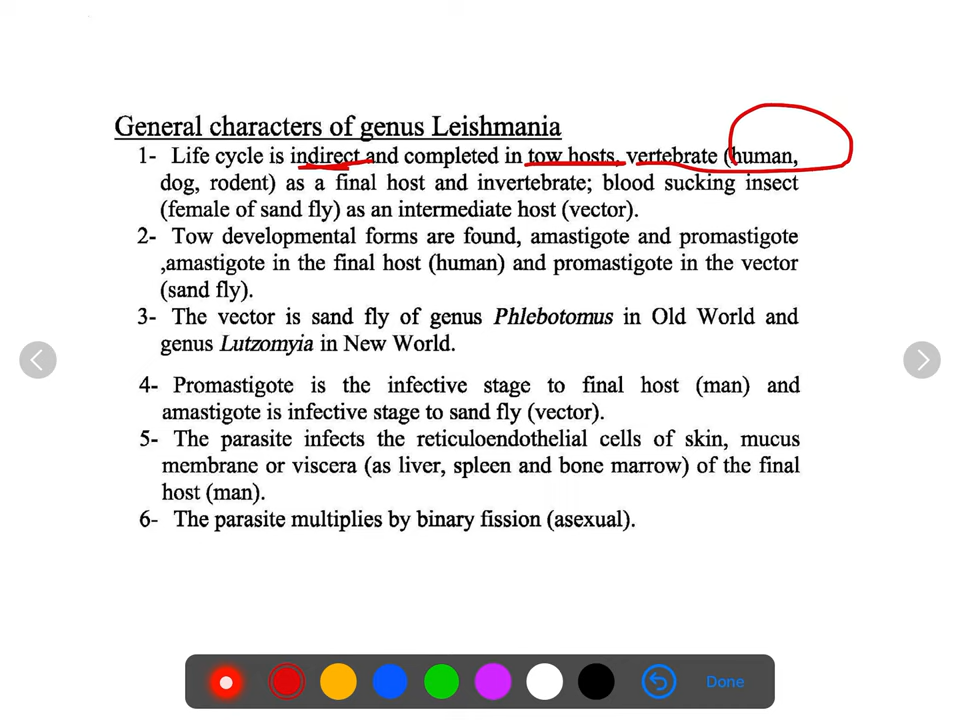 General characters of genus Leishmania
1- Life cycle is indirect and completed in tow hosts, vertebrate (human,
dog, rodent) as a final host and invertebrate; blood sucking insect
(female of sand fly) as an intermediate host (vector).
2- Tow developmental forms are found, amastigote and promastigote
,amastigote in the final host (human) and promastigote in the vector
(sand fly).
3- The vector is sand fly of genus Phlebotomus in Old World and
genus Lutzomyia in New World.
4- Promastigote is the infective stage to final host (man) and
amastigote is infective stage to sand fly (vector).
5- The parasite infects the reticuloendothelial cells of skin, mucus
membrane or viscera (as liver, spleen and bone marrow) of the final
host (man).
6- The parasite multiplies by binary fission (asexual).
Done